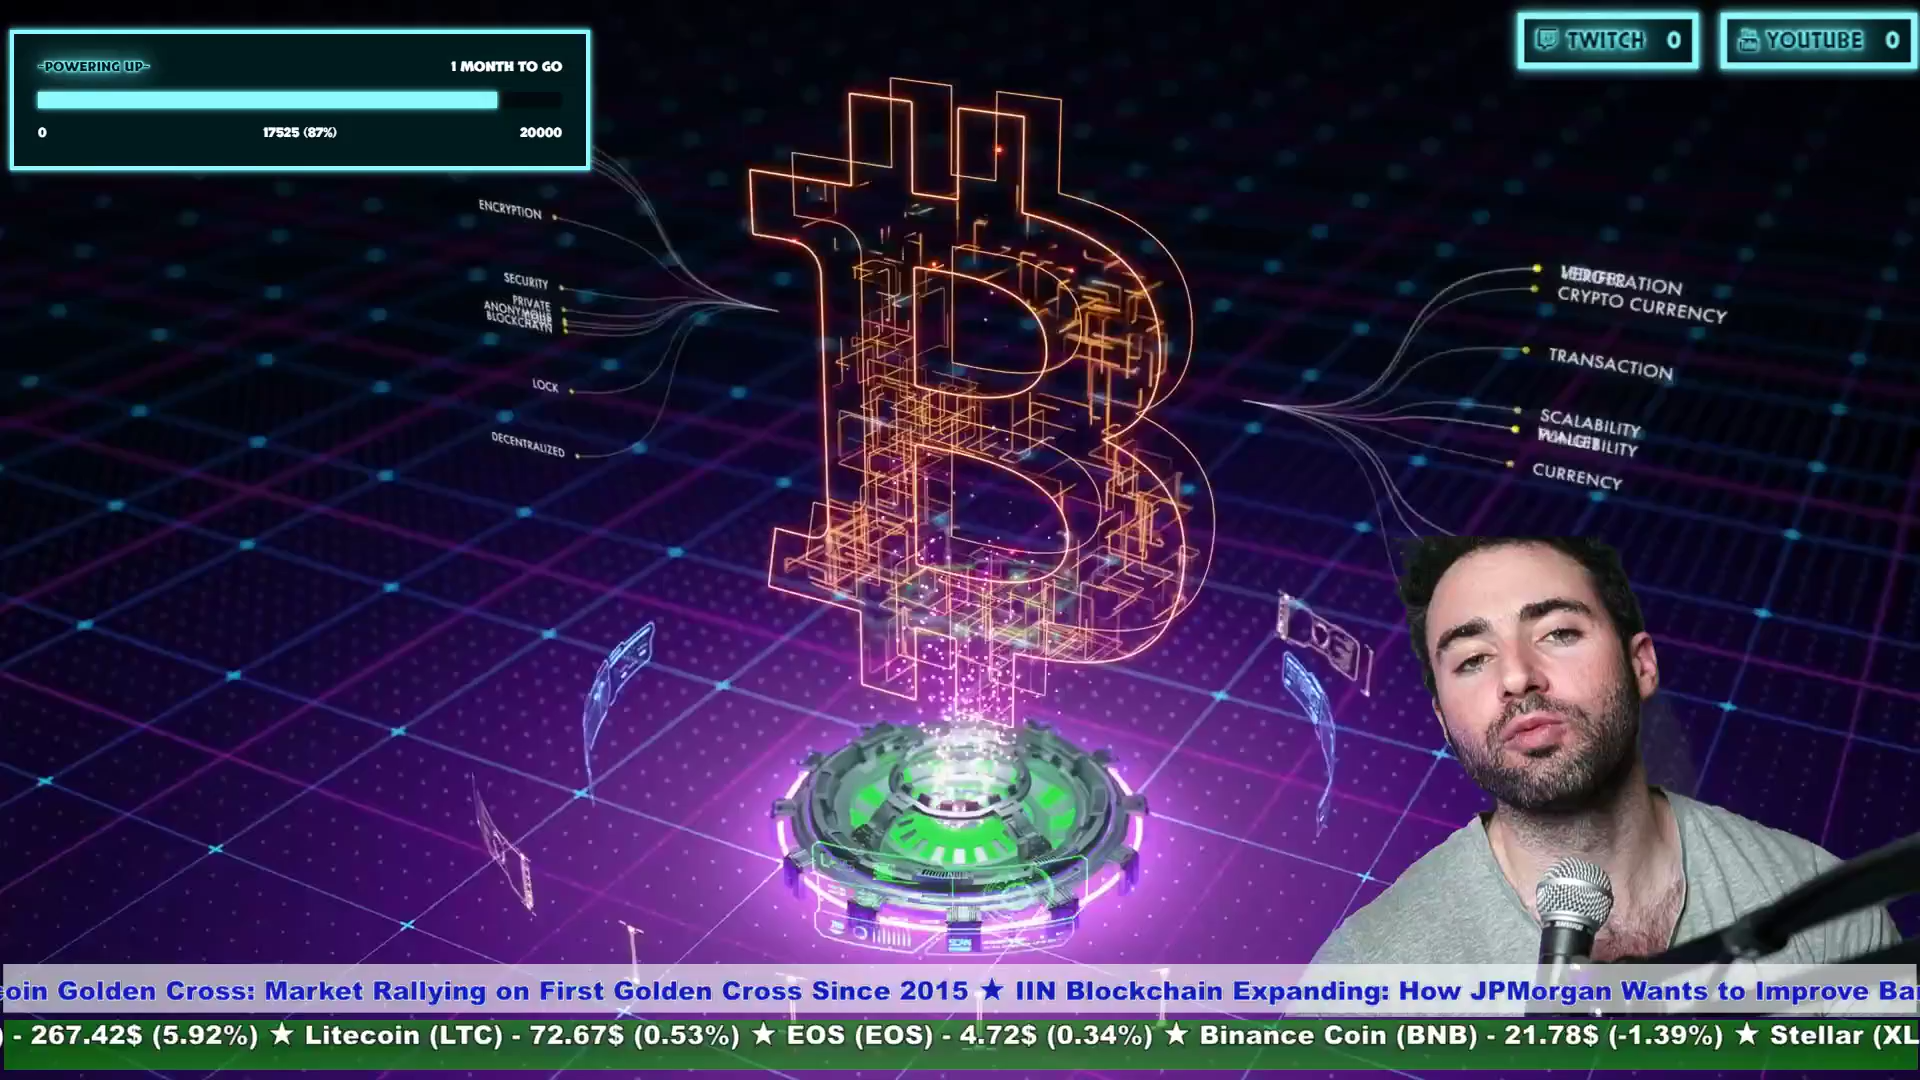 -POWERING UP-
1 MONTH TO GO
0
17525 (87%)
20000
TWITCH 0
YOUTUBE 0
ENCRYPTION
SECURITY
PRIVATE
ANONYMOUS
BLOCKCHAIN
LOCK
DECENTRALIZED
CRYPTO CURRENCY
TRANSACTION
SCALABILITY
CURRENCY
SCAN
oin Golden Cross: Market Rallying on First Golden Cross Since 2015 ★ IIN Blockchain Expanding: How JPMorgan Wants to Improve Ba
) - 267.42$ (5.92%) ★ Litecoin (LTC) - 72.67$ (0.53%) ★ EOS (EOS) - 4.72$ (0.34%) ★ Binance Coin (BNB) - 21.78$ (-1.39%) ★ Stellar (XL